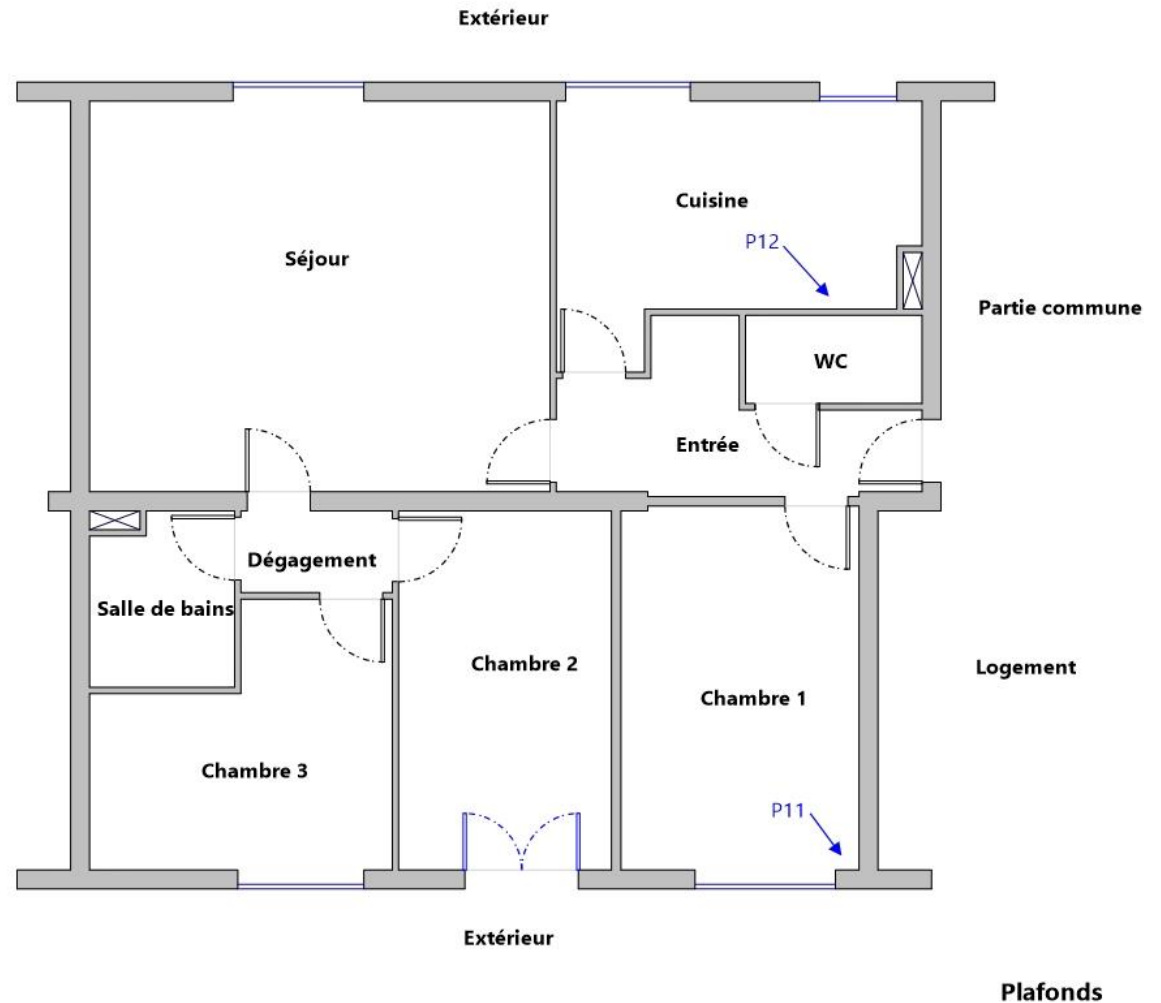 Extérieur
Cuisine
P12
Séjour
Partie commune
WC
Entrée
Dégagement
Salle de bains
Chambre 2
Logement
Chambre 1
Chambre 3
P11
Extérieur
Plafonds